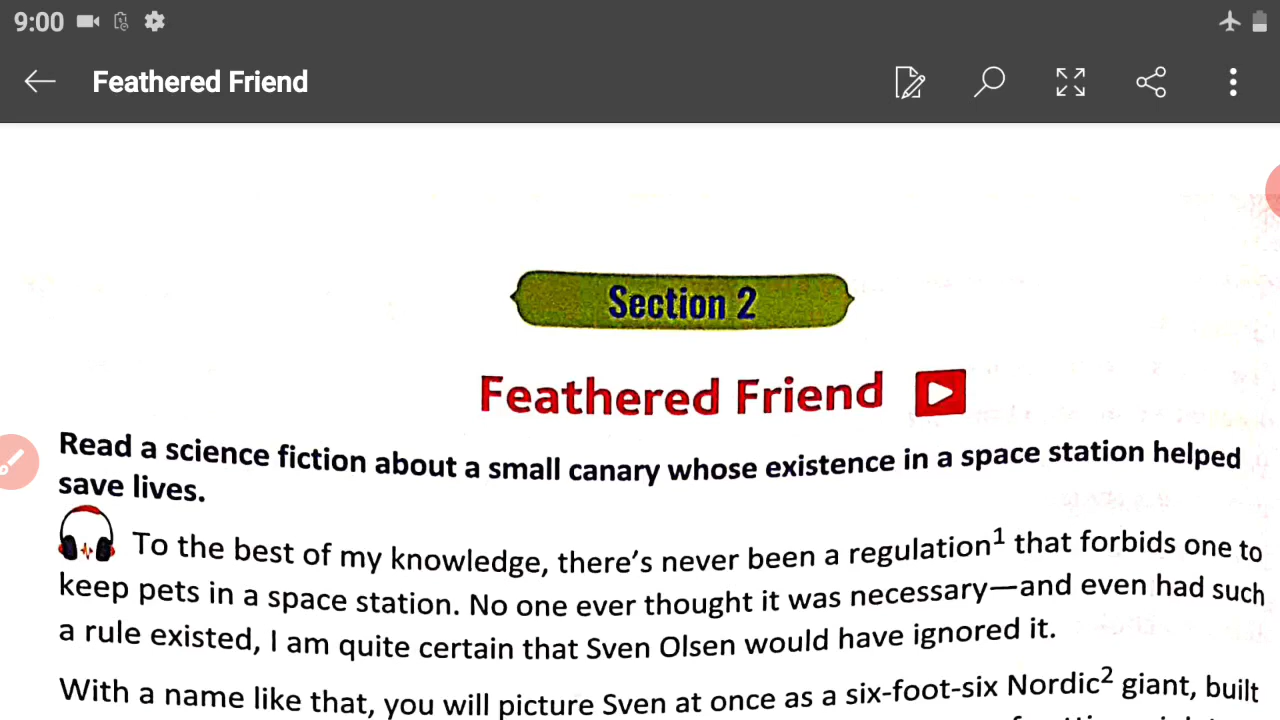 9:00
Feathered Friend
Section 2
Feathered Friend
Read a science fiction about a small canary whose existence in a space station helped
save lives.
To the best of my knowledge, there's never been a regulation¹ that forbids one to
keep pets in a space station. No one ever thought it was necessary—and even had such
a rule existed, I am quite certain that Sven Olsen would have ignored it.
With a name like that, you will picture Sven at once as a six-foot-six Nordic² giant, built